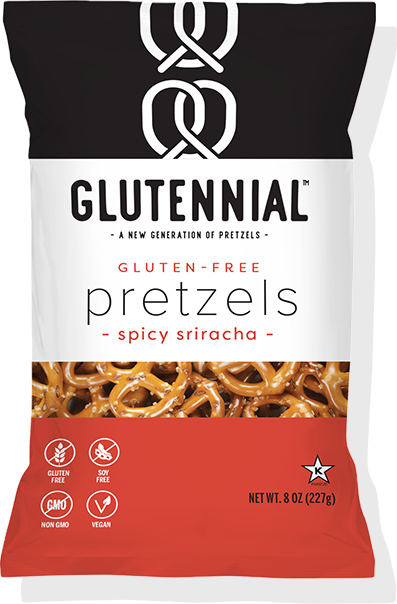 GLUTENNIAL™
- A NEW GENERATION OF PRETZELS -
GLUTEN-FREE
pretzels
- spicy sriracha -
GLUTEN
FREE
SOY
FREE
GMO
NON GMO
V
VEGAN
K
NET WT. 8 OZ (227g)